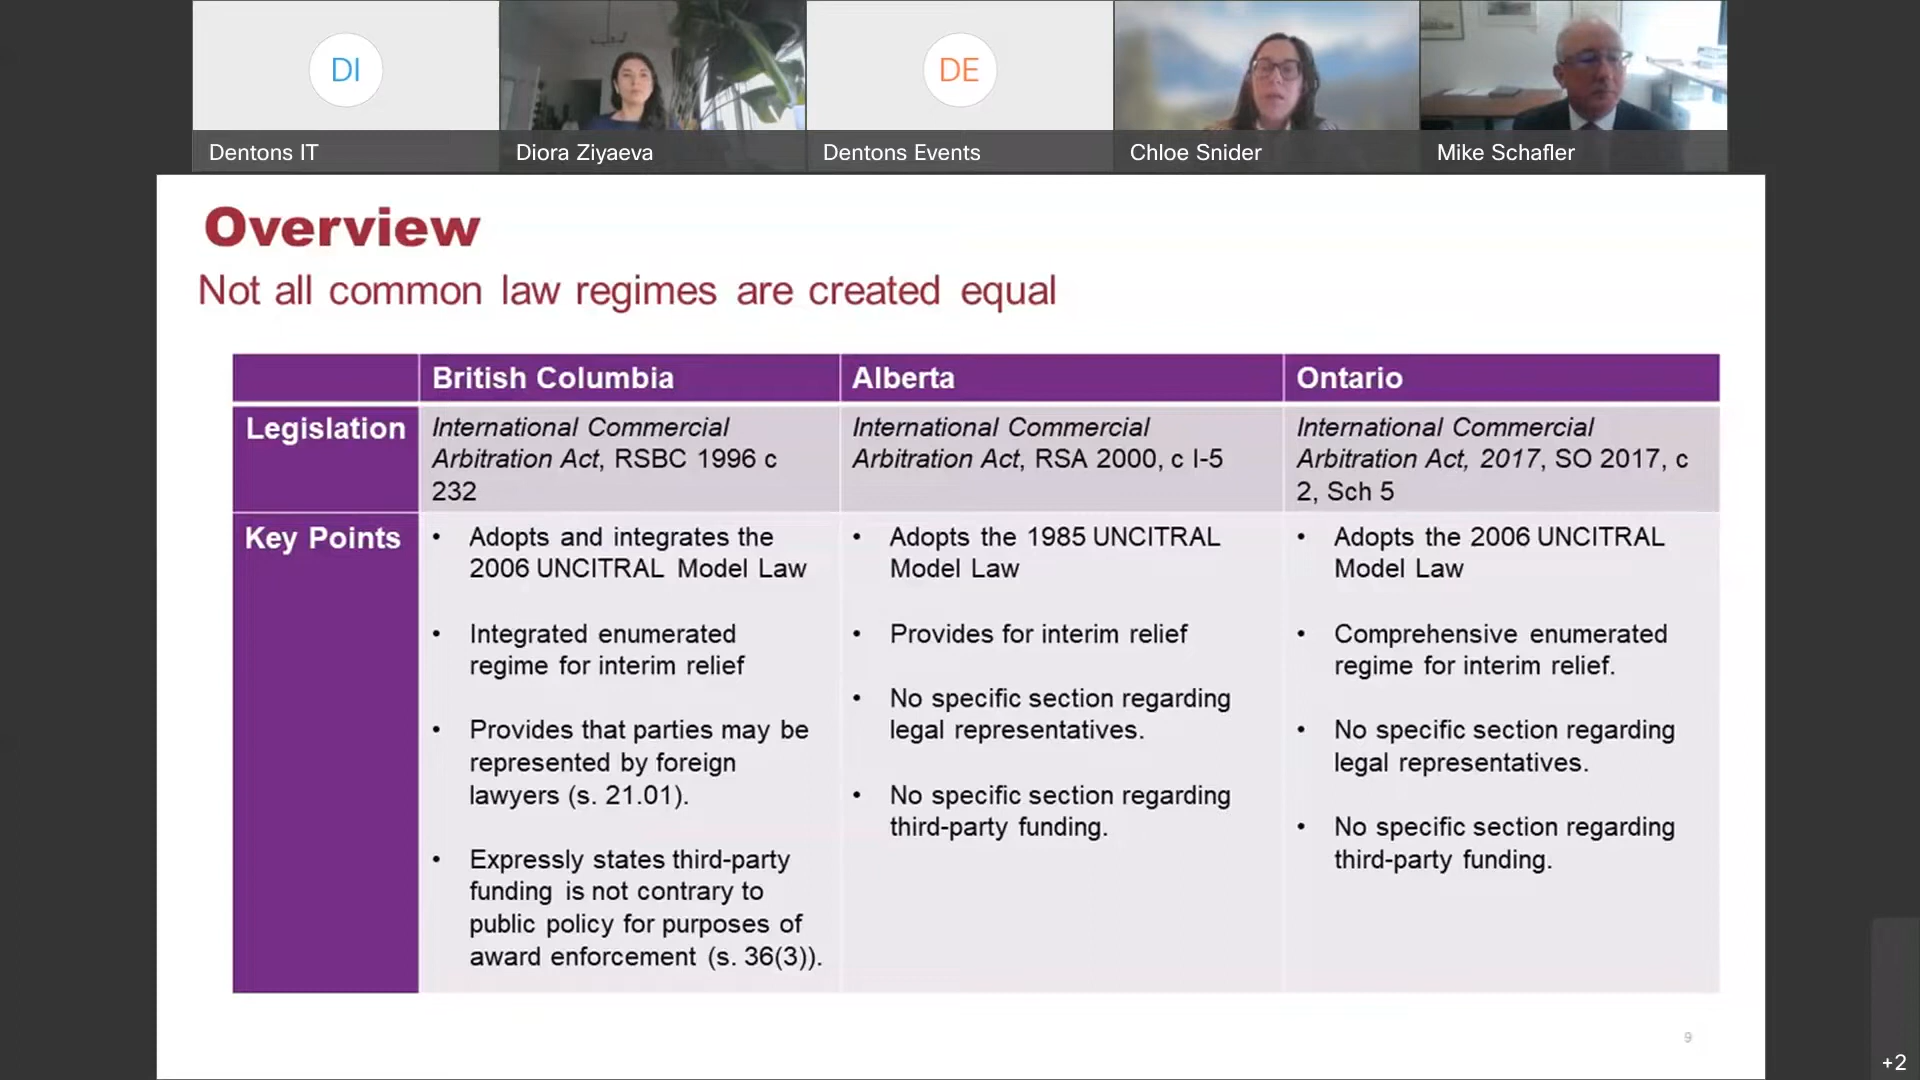 DI
DE
Dentons IT
Diora Ziyaeva
Dentons Events
Chloe Snider
Mike Schafler
Overview
Not all common law regimes are created equal
British Columbia
Alberta
Ontario
Legislation
International Commercial
Arbitration Act, RSBC 1996 c
232
International Commercial
Arbitration Act, RSA 2000, c I-5
International Commercial
Arbitration Act, 2017, SO 2017, c
2, Sch 5
Key Points
• Adopts and integrates the
2006 UNCITRAL Model Law
• Integrated enumerated
regime for interim relief
• Provides that parties may be
represented by foreign
lawyers (s. 21.01).
• Expressly states third-party
funding is not contrary to
public policy for purposes of
award enforcement (s. 36(3)).
• Adopts the 1985 UNCITRAL
Model Law
• Provides for interim relief
• No specific section regarding
legal representatives.
• No specific section regarding
third-party funding.
• Adopts the 2006 UNCITRAL
Model Law
• Comprehensive enumerated
regime for interim relief.
• No specific section regarding
legal representatives.
• No specific section regarding
third-party funding.
9
+2